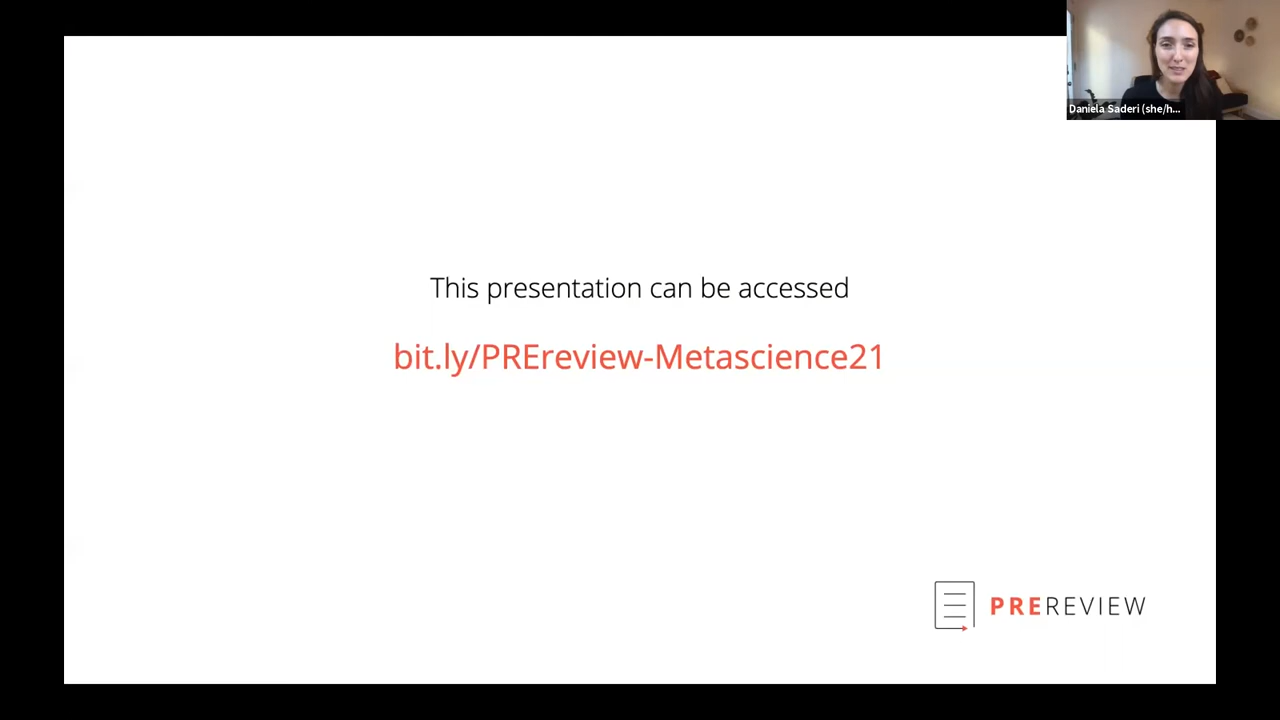 Daniela Saderi (she/h...
This presentation can be accessed
bit.ly/PREreview-Metascience21
PREREVIEW